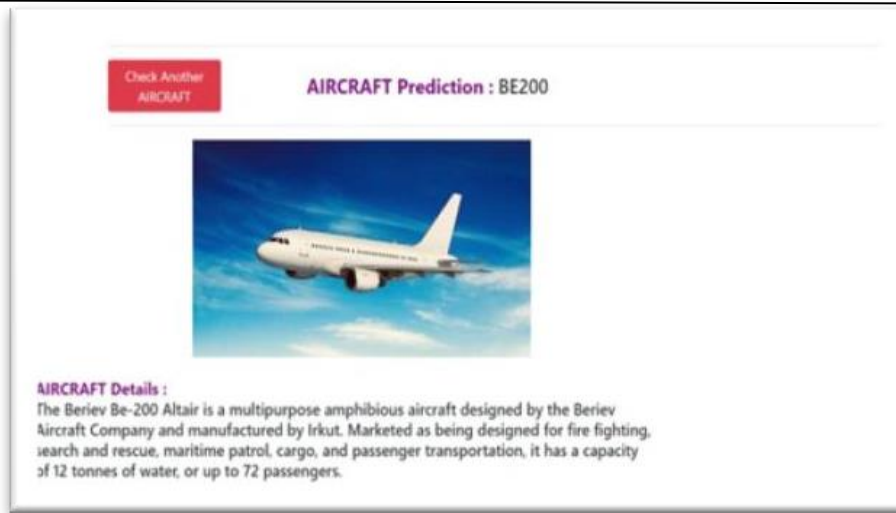 Check Another
AIRCRAFT
AIRCRAFT Prediction : BE200
AIRCRAFT Details :
The Beriev Be-200 Altair is a multipurpose amphibious aircraft designed by the Beriev
Aircraft Company and manufactured by Irkut. Marketed as being designed for fire fighting,
search and rescue, maritime patrol, cargo, and passenger transportation, it has a capacity
of 12 tonnes of water, or up to 72 passengers.